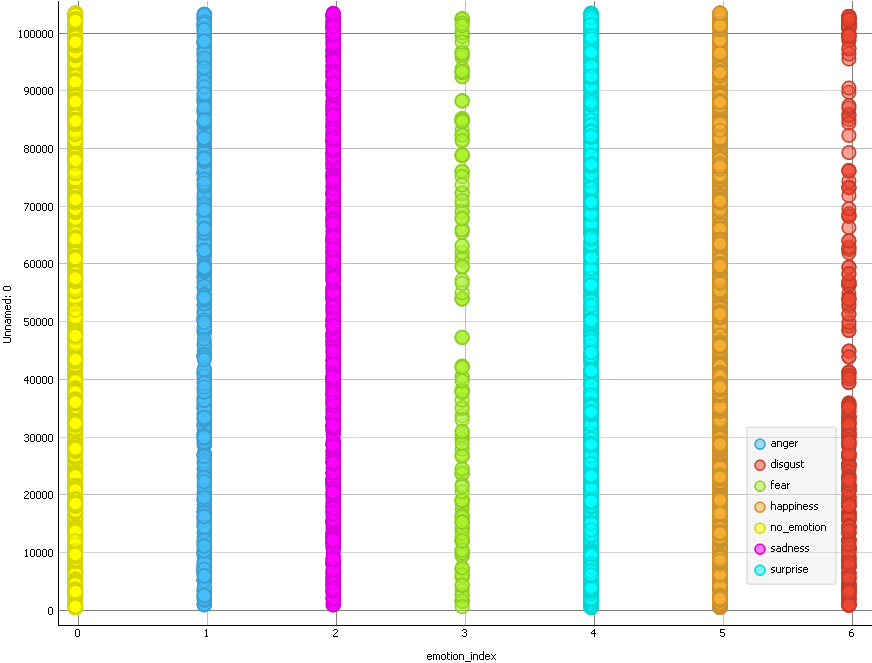 100000
90000
80000
70000
60000
50000
40000
30000
20000
10000
0
Unnamed: 0
0 1 2 3 4 5 6
emotion_index
anger
disgust
fear
happiness
no_emotion
sadness
surprise